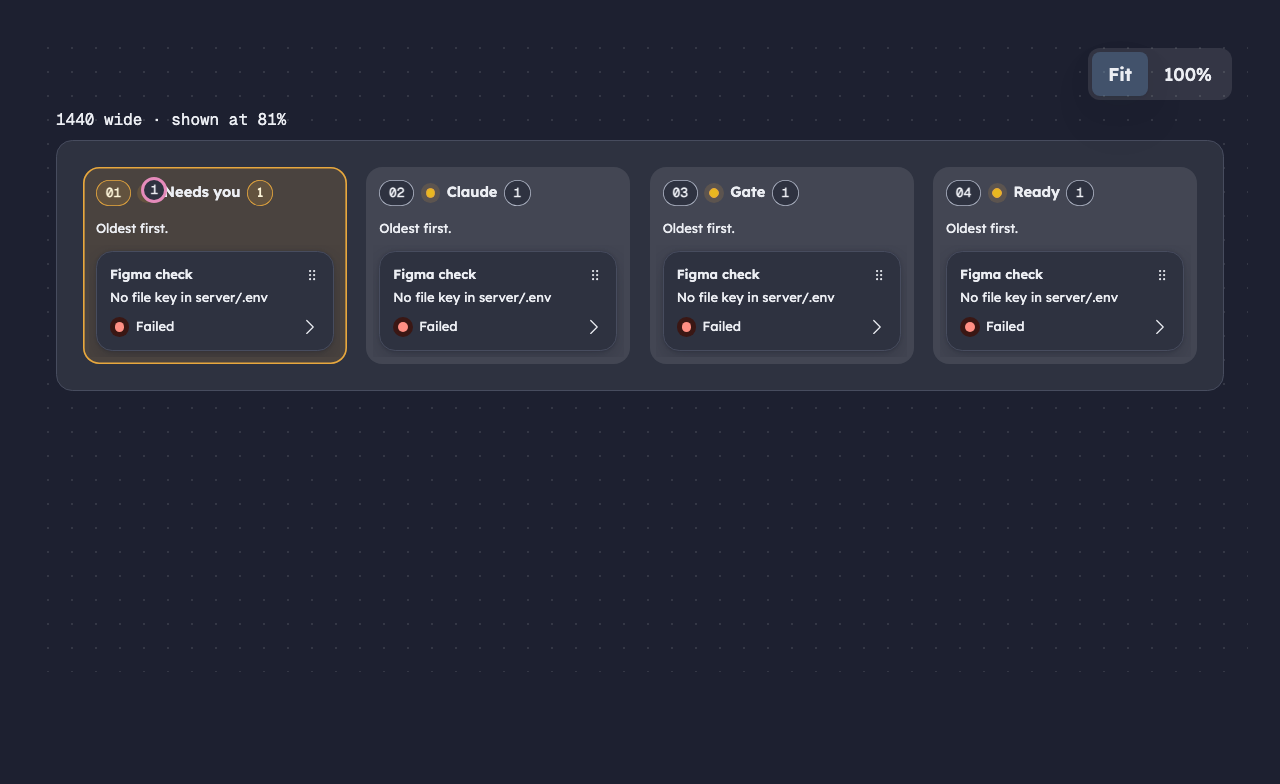 Fit 100%
1440 wide · shown at 81%
01 1 Needs you 1
Oldest first.
Figma check
No file key in server/.env
Failed
02 Claude 1
Oldest first.
Figma check
No file key in server/.env
Failed
03 Gate 1
Oldest first.
Figma check
No file key in server/.env
Failed
04 Ready 1
Oldest first.
Figma check
No file key in server/.env
Failed